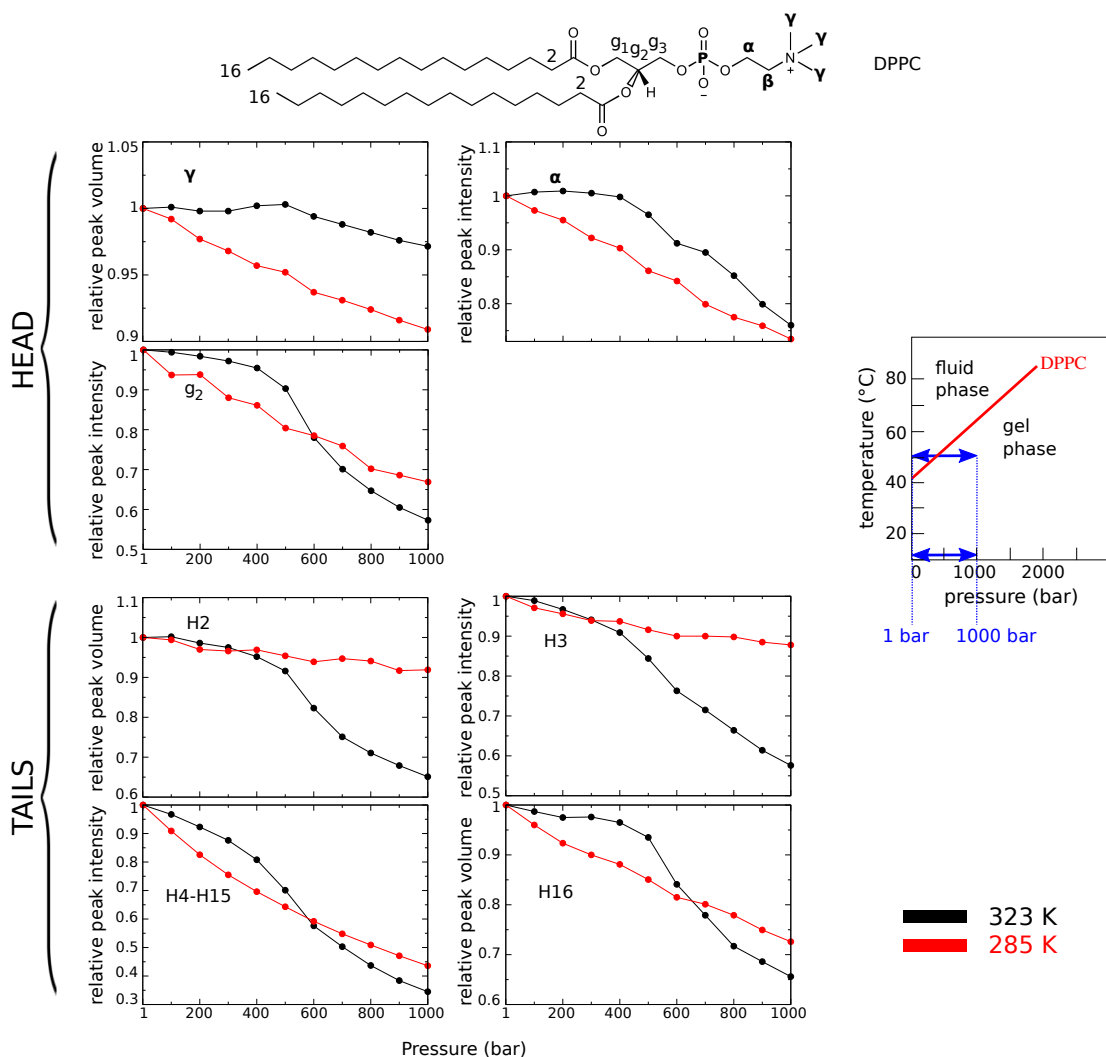 O
O
γ
16
2
g1
g2
g3
O
P
O
O
O
−
α
β
N
+
γ
γ
DPPC
16
2
O
H
O
HEAD
relative peak volume
1.05
1
0.95
0.9
γ
relative peak intensity
1.1
1
0.9
0.8
α
relative peak intensity
1
0.9
0.8
0.7
0.6
0.5
g2
1 200 400 600 800 1000
temperature (°C)
80
60
40
20
fluid
phase
DPPC
gel
phase
0 1000 2000
pressure (bar)
1 bar 1000 bar
TAILS
relative peak volume
1.1
1
0.9
0.8
0.7
0.6
H2
relative peak intensity
1
0.9
0.8
0.7
0.6
0.5
H3
relative peak intensity
1
0.9
0.8
0.7
0.6
0.5
0.4
0.3
H4-H15
1 200 400 600 800 1000
relative peak volume
1
0.9
0.8
0.7
0.6
H16
1 200 400 600 800 1000
Pressure (bar)
323 K
285 K